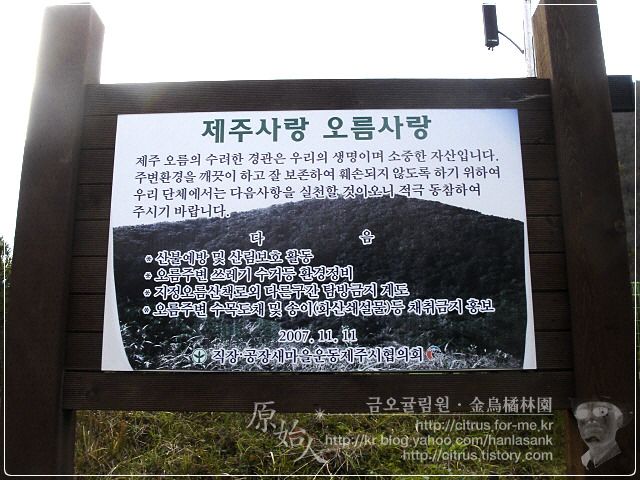 제주사랑 오름사랑
제주 오름의 수려한 경관은 우리의 생명이며 소중한 자산입니다.
주변환경을 깨끗이 하고 잘 보존하여 훼손되지 않도록 하기 위하여
우리 단체에서는 다음사항을 실천할 것이오니 적극 동참하여
주시기 바랍니다.
다 음
* 산불예방 및 산림보호 활동
* 오름주변 쓰레기 수거등 환경정비
* 지정오름산책로외 다른구간 탐방금지 계도
* 오름주변 수목도채 및 송이(화산쇄설물)등 채취금지 홍보
2007. 11. 11
직장·공장새마을운동제주시협의회
금오귤림원 · 金烏橘林園
原始人
http://citrus.for-me.kr
http://kr.blog.yahoo.com/hanlasank
http://citrus.tistory.com